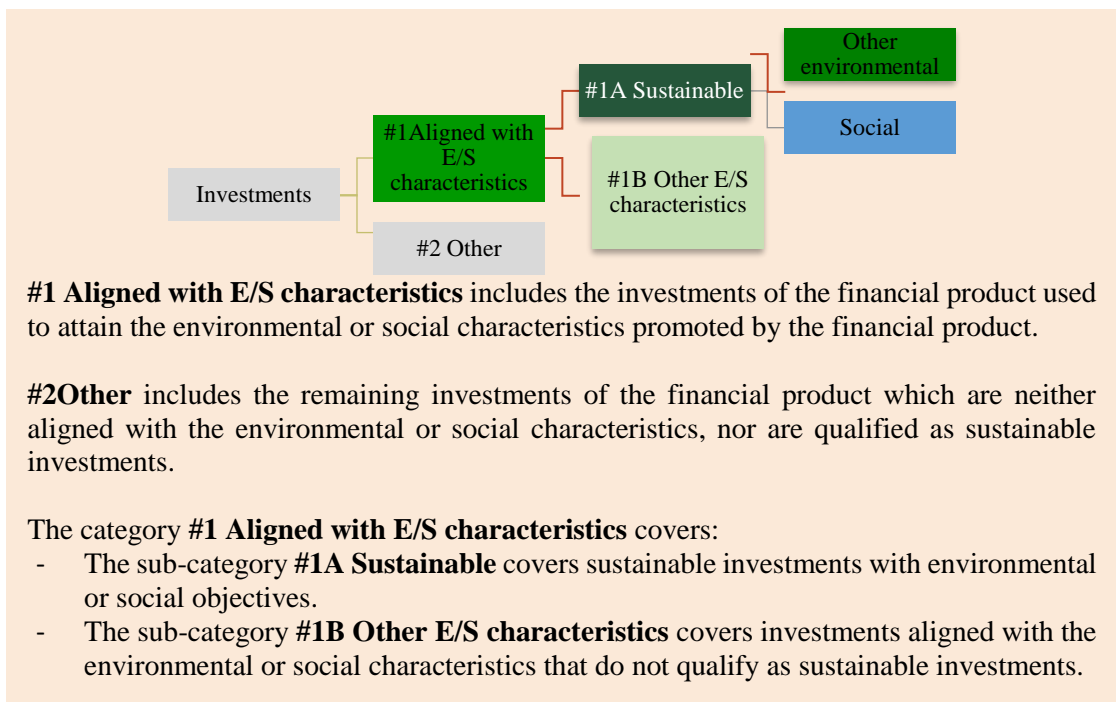 Other
environmental
#1A Sustainable
Social
#1Aligned with
E/S
characteristics
#1B Other E/S
characteristics
Investments
#2 Other
#1 Aligned with E/S characteristics includes the investments of the financial product used
to attain the environmental or social characteristics promoted by the financial product.
#2Other includes the remaining investments of the financial product which are neither
aligned with the environmental or social characteristics, nor are qualified as sustainable
investments.
The category #1 Aligned with E/S characteristics covers:
- The sub-category #1A Sustainable covers sustainable investments with environmental
or social objectives.
- The sub-category #1B Other E/S characteristics covers investments aligned with the
environmental or social characteristics that do not qualify as sustainable investments.